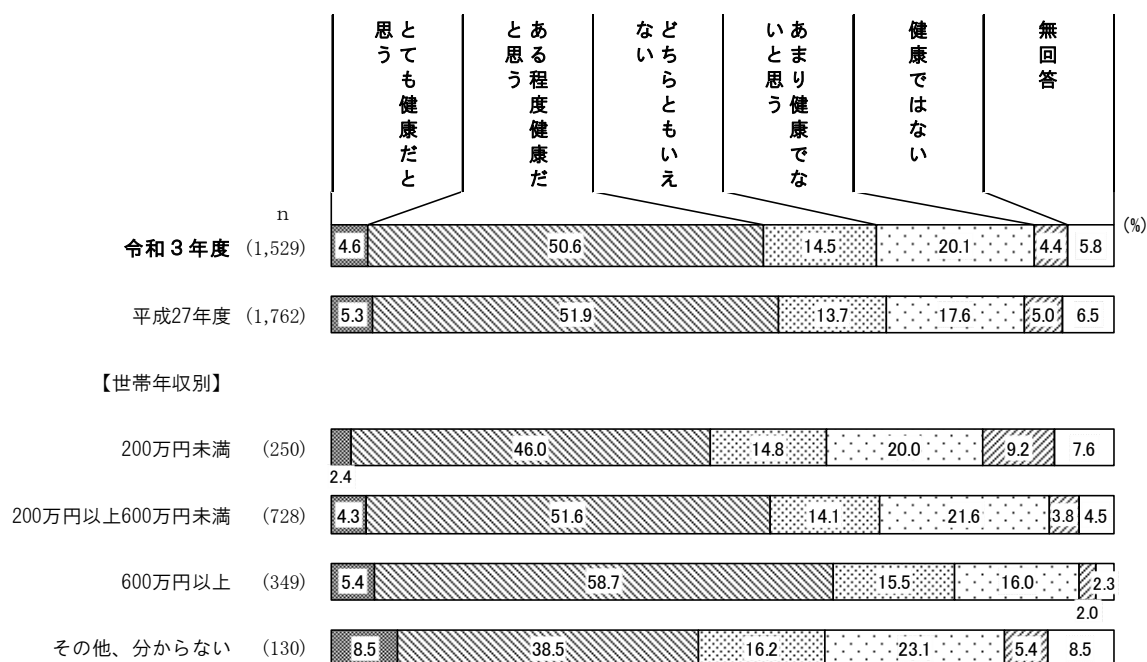 とても健康だと
思う
ある程度健康だ
と思う
どちらともいえ
ない
あまり健康でな
いと思う
健康ではない
無回答
n
(%)
令和３年度 (1,529) 4.6 50.6 14.5 20.1 4.4 5.8
平成27年度 (1,762) 5.3 51.9 13.7 17.6 5.0 6.5
【世帯年収別】
200万円未満 (250) 46.0 14.8 20.0 9.2 7.6
2.4
200万円以上600万円未満 (728) 4.3 51.6 14.1 21.6 3.8 4.5
600万円以上 (349) 5.4 58.7 15.5 16.0 2.3
2.0
その他、分からない (130) 8.5 38.5 16.2 23.1 5.4 8.5